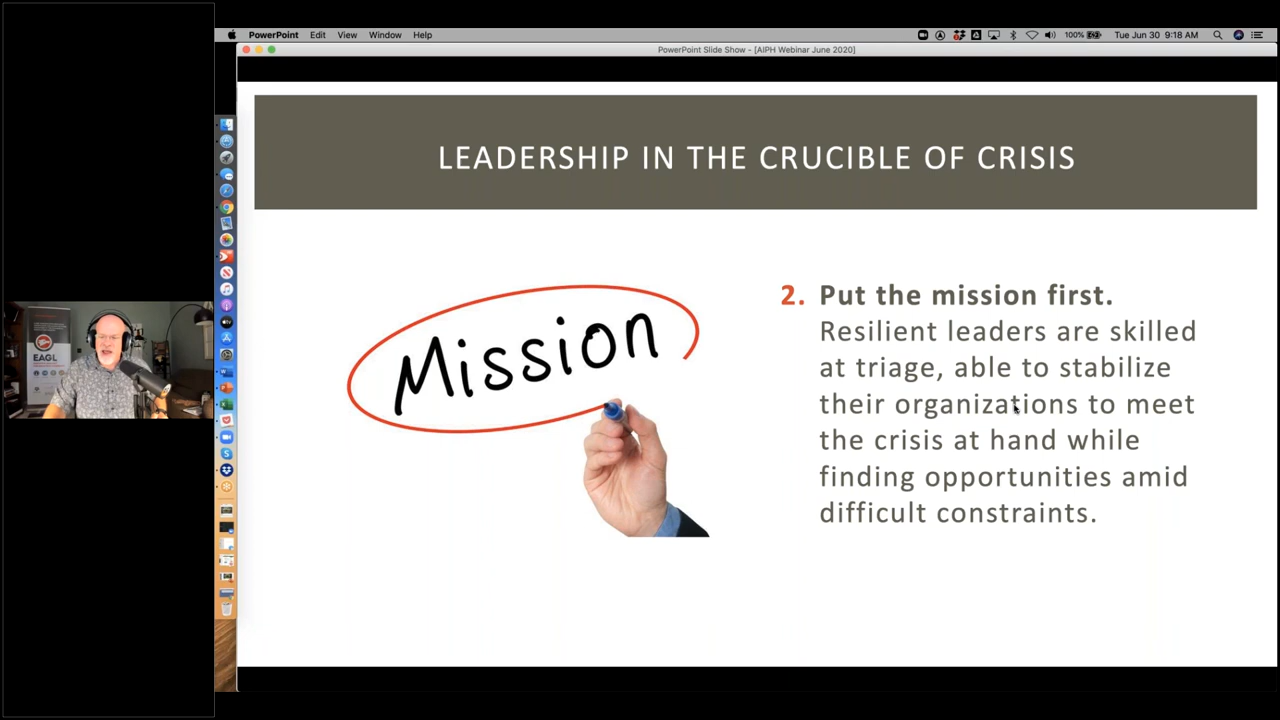 PowerPoint Edit View Window Help
100% Tue Jun 30 9:18 AM
PowerPoint Slide Show - [AIPH Webinar June 2020]
LEADERSHIP IN THE CRUCIBLE OF CRISIS
Mission
2. Put the mission first.
Resilient leaders are skilled
at triage, able to stabilize
their organizations to meet
the crisis at hand while
finding opportunities amid
difficult constraints.
EAGL